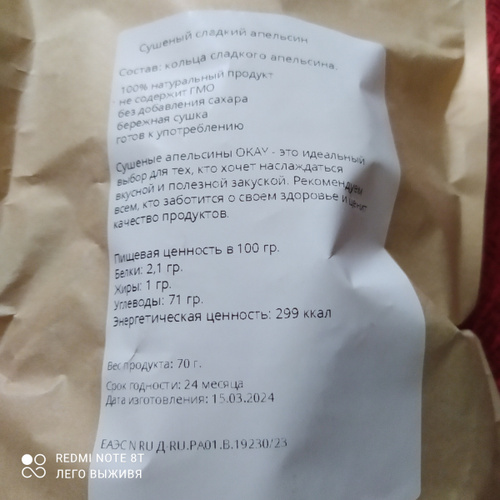 Сушеный сладкий апельсин
Состав: кольца сладкого апельсина.
100% натуральный продукт
не содержит ГМО
без добавления сахара
бережная сушка
готов к употреблению
Сушеные апельсины OKAY - это идеальный
выбор для тех, кто хочет наслаждаться
вкусной и полезной закуской. Рекомендуем
всем, кто заботится о своем здоровье и ценит
качество продуктов.
Пищевая ценность в 100 гр.
Белки: 2,1 гр.
Жиры: 1 гр.
Углеводы: 71 гр.
Энергетическая ценность: 299 ккал
Вес продукта: 70 г.
Срок годности: 24 месяца
Дата изготовления: 15.03.2024
ЕАЭС N RU Д-RU.РА01.В.19230/23
REDMI NOTE 8T
ЛЕГО ВЫЖИВЯ